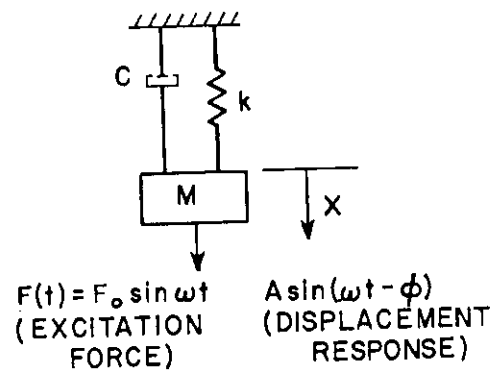 C
k
M
X
F(t) = F₀ sin ωt
(EXCITATION
FORCE)
A sin(ωt - ϕ)
(DISPLACEMENT
RESPONSE)